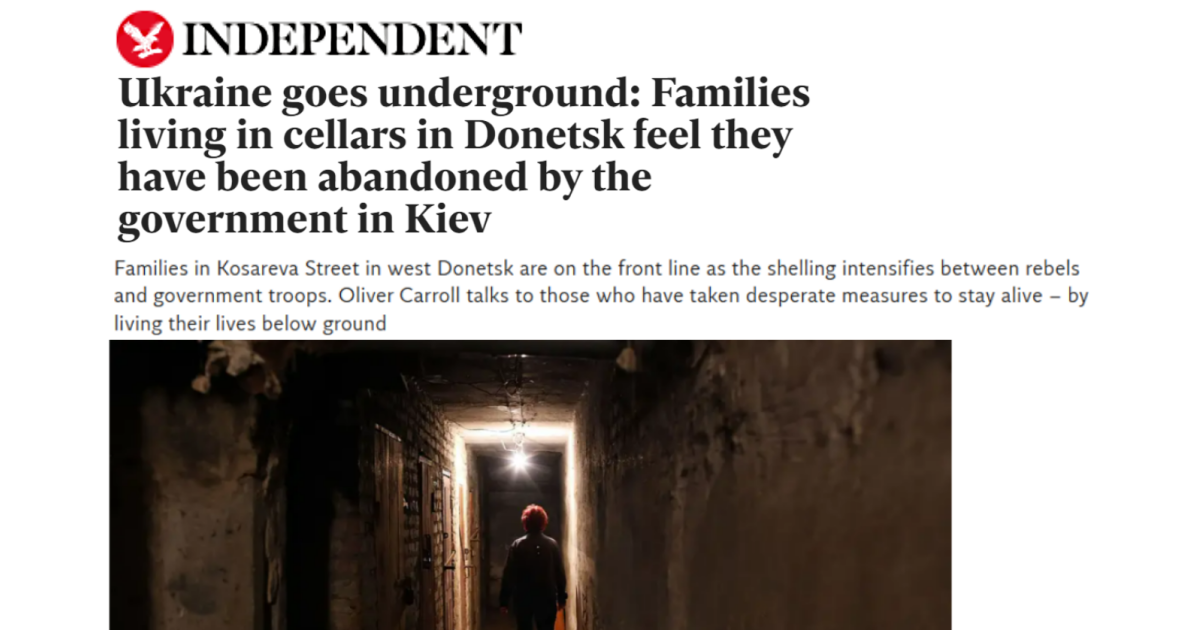 INDEPENDENT
Ukraine goes underground: Families
living in cellars in Donetsk feel they
have been abandoned by the
government in Kiev
Families in Kosareva Street in west Donetsk are on the front line as the shelling intensifies between rebels
and government troops. Oliver Carroll talks to those who have taken desperate measures to stay alive – by
living their lives below ground